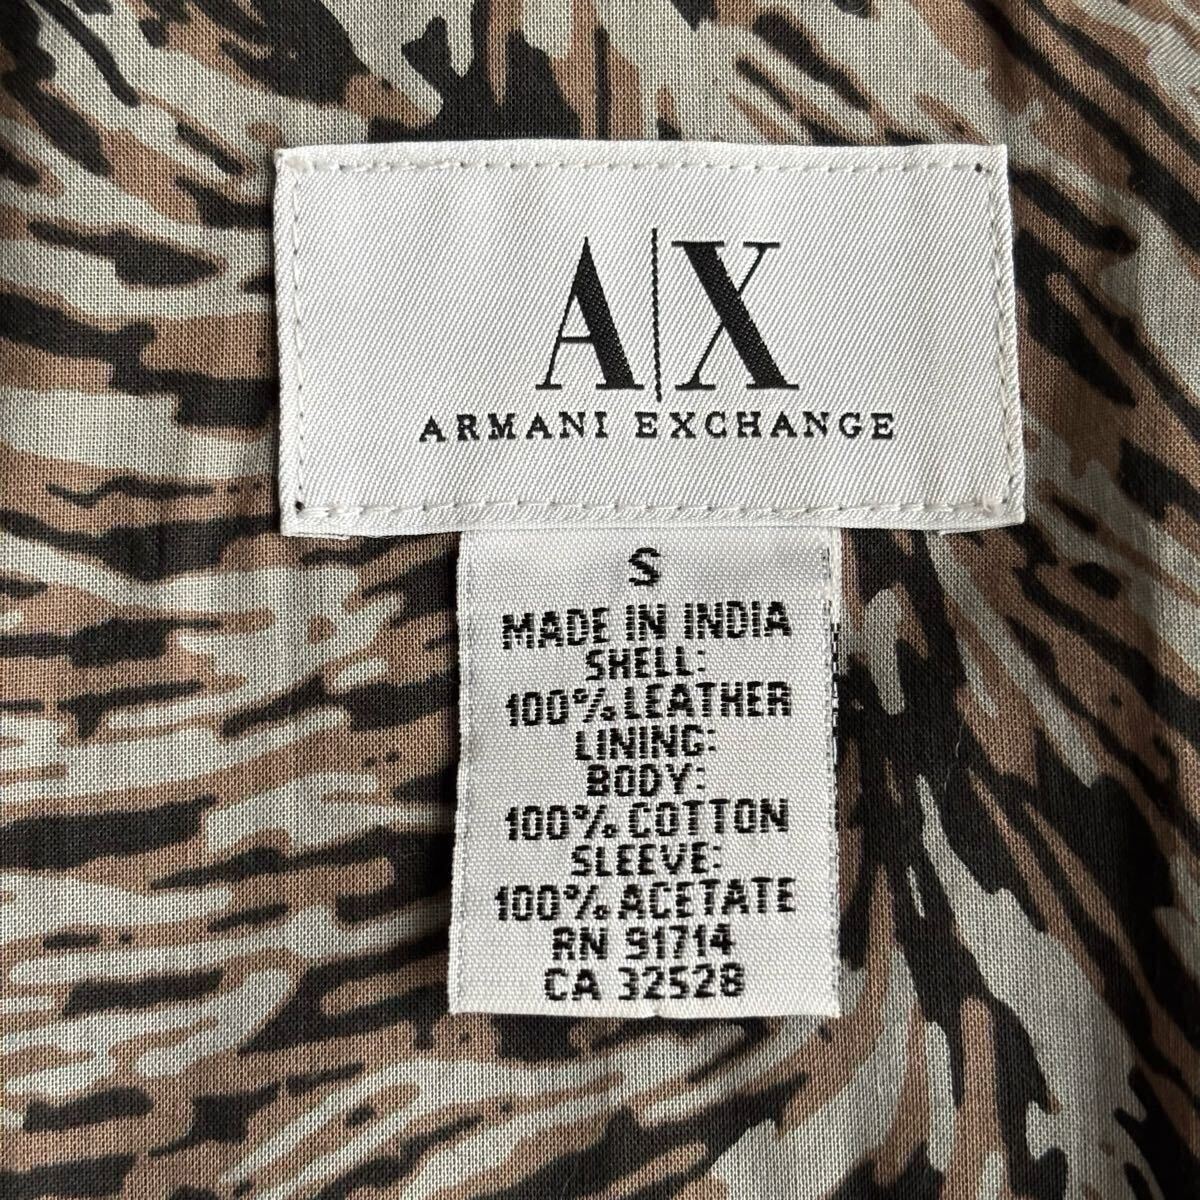 A|X
ARMANI EXCHANGE
S
MADE IN INDIA
SHELL:
100% LEATHER
LINING:
BODY:
100% COTTON
SLEEVE:
100% ACETATE
RN 91714
CA 32528